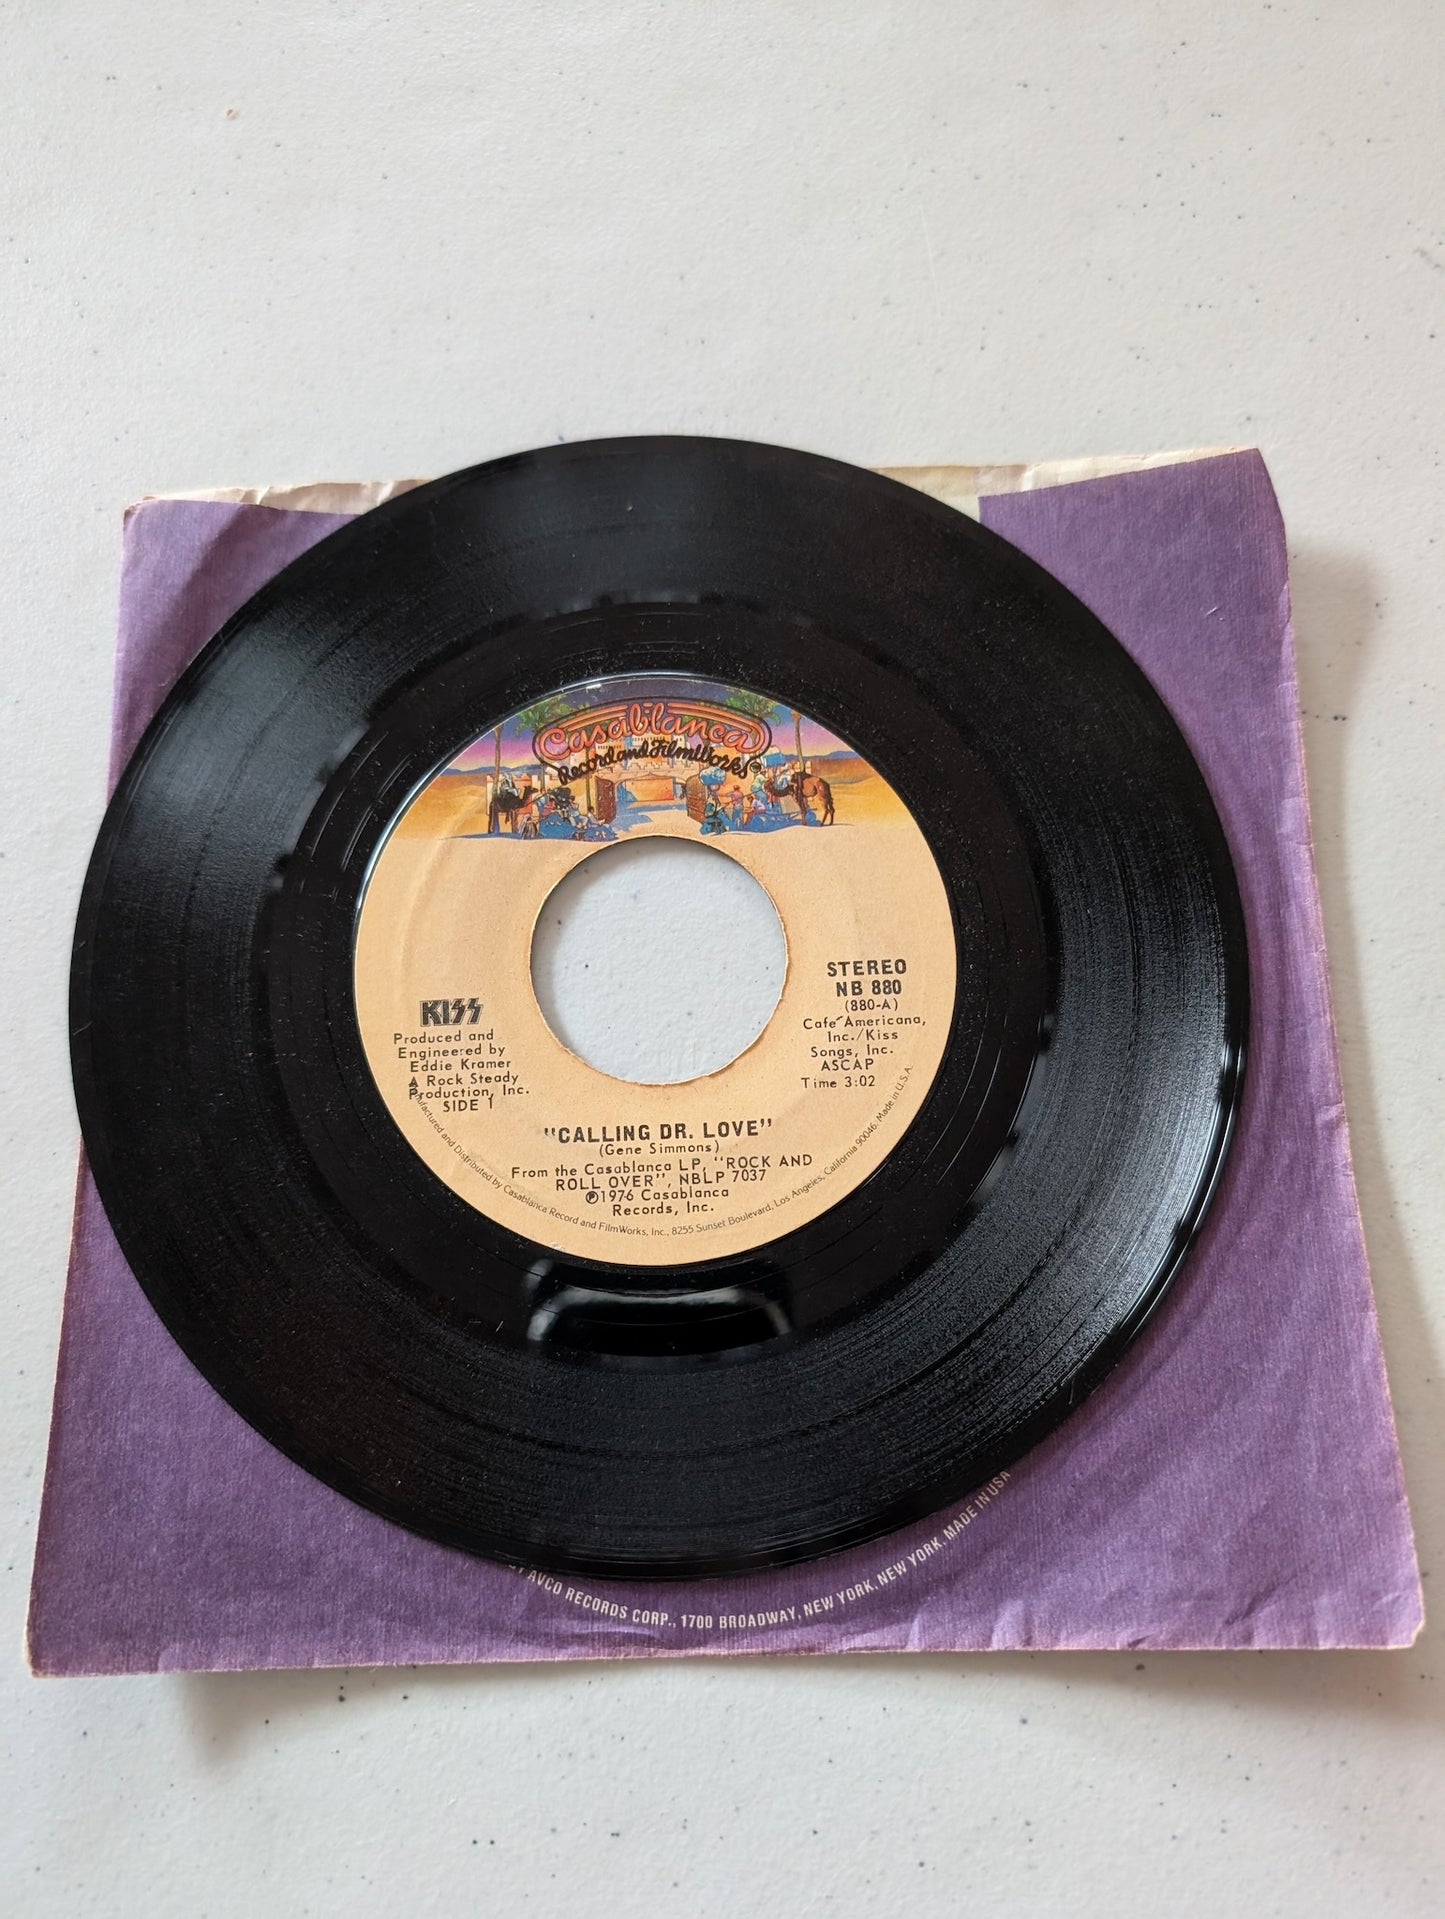 Casablanca
Record and FilmWorks
KISS
Produced and
Engineered by
Eddie Kramer
A Rock Steady
Production, Inc.
SIDE 1
STEREO
NB 880
(880-A)
Café Americana,
Inc./Kiss
Songs, Inc.
ASCAP
Time 3:02
"CALLING DR. LOVE"
(Gene Simmons)
From the Casablanca LP, "ROCK AND
ROLL OVER", NBLP 7037
℗1976 Casablanca
Records, Inc.
and Distributed by Casablanca Record and FilmWorks, Inc., 8255 Sunset Boulevard, Los Angeles, California 90046. Made in U.S.A.
AVCO RECORDS CORP., 1700 BROADWAY, NEW YORK, NEW YORK. MADE IN USA